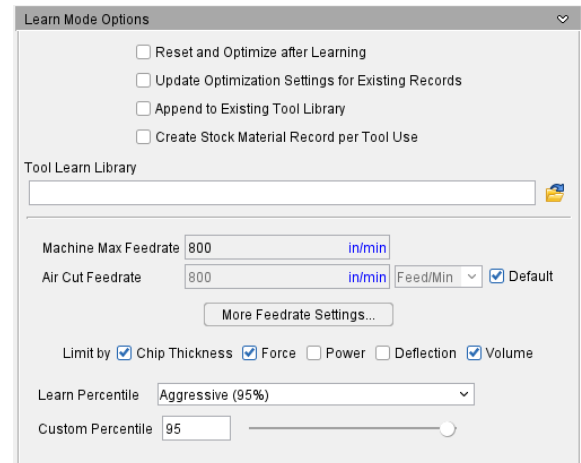 Learn Mode Options
Reset and Optimize after Learning
Update Optimization Settings for Existing Records
Append to Existing Tool Library
Create Stock Material Record per Tool Use
Tool Learn Library
Machine Max Feedrate 800 in/min
Air Cut Feedrate 800 in/min Feed/Min Default
More Feedrate Settings...
Limit by Chip Thickness Force Power Deflection Volume
Learn Percentile Aggressive (95%)
Custom Percentile 95